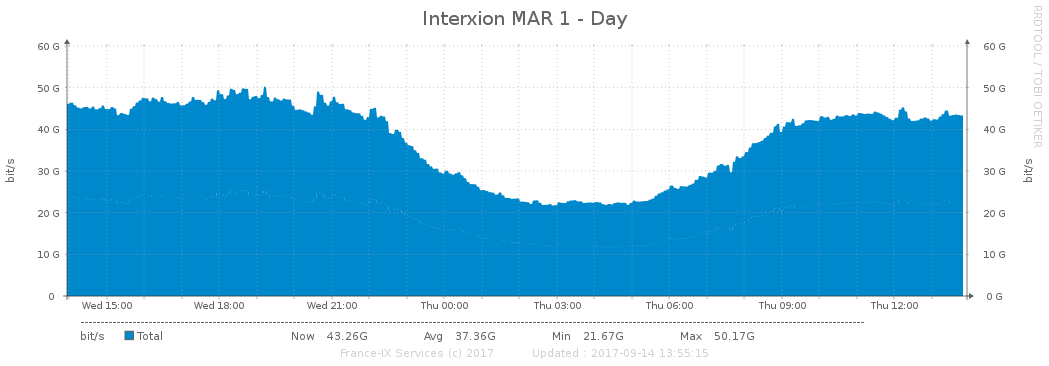 Interxion MAR 1 - Day
RRDTOOL / TOBI OETIKER
60 G 60 G
50 G 50 G
40 G 40 G
30 G 30 G
20 G 20 G
10 G 10 G
0 0 G
bit/s bit/s
Wed 15:00 Wed 18:00 Wed 21:00 Thu 00:00 Thu 03:00 Thu 06:00 Thu 09:00 Thu 12:00
bit/s Total Now 43.26G Avg 37.36G Min 21.67G Max 50.17G
France-IX Services (c) 2017 Updated : 2017-09-14 13:55:15